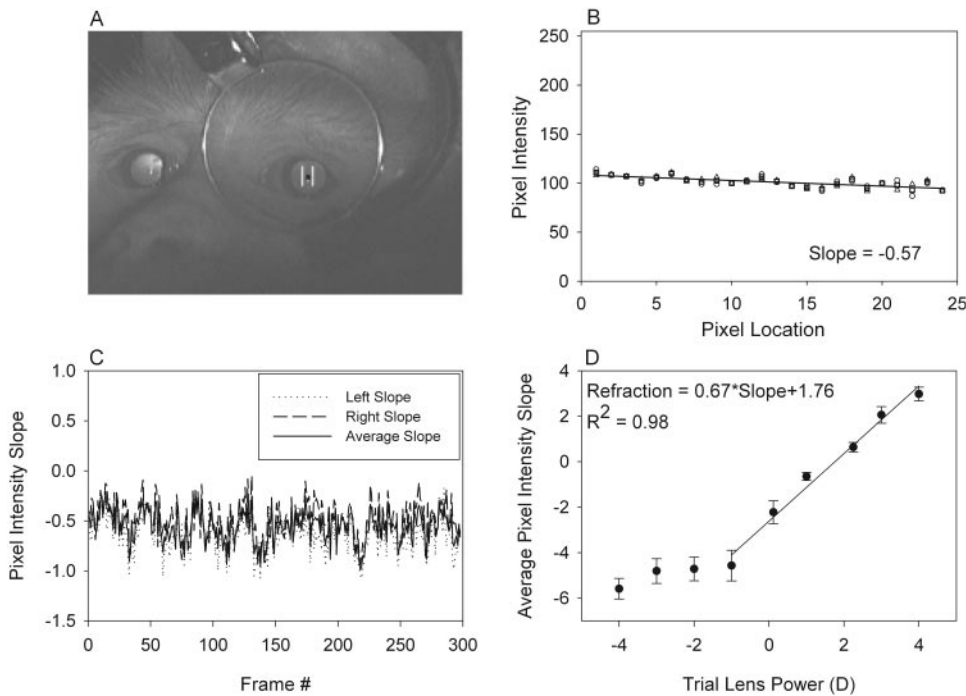 A
B
250
200
150
100
50
0
Pixel Intensity
Slope = -0.57
0 5 10 15 20 25
Pixel Location
C
1.0
0.5
0.0
-0.5
-1.0
-1.5
Pixel Intensity Slope
Left Slope
Right Slope
Average Slope
0 50 100 150 200 250 300
Frame #
D
4
2
0
-2
-4
-6
Average Pixel Intensity Slope
Refraction = 0.67*Slope+1.76
R² = 0.98
-4 -2 0 2 4
Trial Lens Power (D)